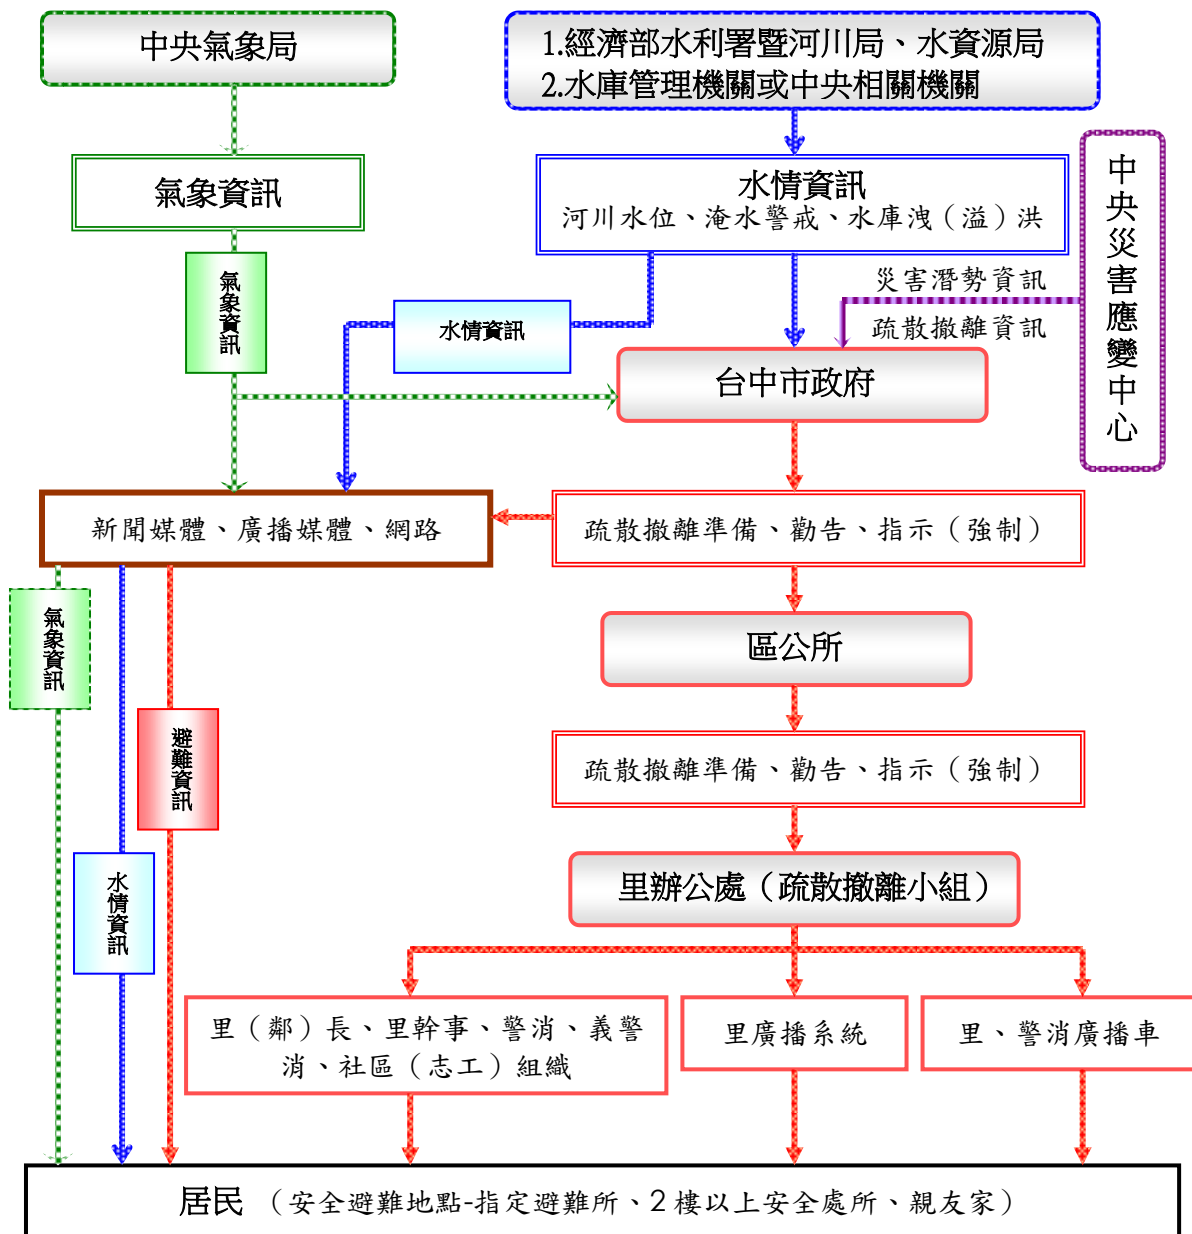 中央氣象局
1.經濟部水利署暨河川局、水資源局
2.水庫管理機關或中央相關機關
氣象資訊
水情資訊
河川水位、淹水警戒、水庫洩（溢）洪
中央災害應變中心
氣象資訊
水情資訊
災害潛勢資訊
疏散撤離資訊
台中市政府
新聞媒體、廣播媒體、網路
疏散撤離準備、勸告、指示（強制）
氣象資訊
區公所
避難資訊
疏散撤離準備、勸告、指示（強制）
水情資訊
里辦公處（疏散撤離小組）
里（鄰）長、里幹事、警消、義警
消、社區（志工）組織
里廣播系統
里、警消廣播車
居民 （安全避難地點-指定避難所、2 樓以上安全處所、親友家）